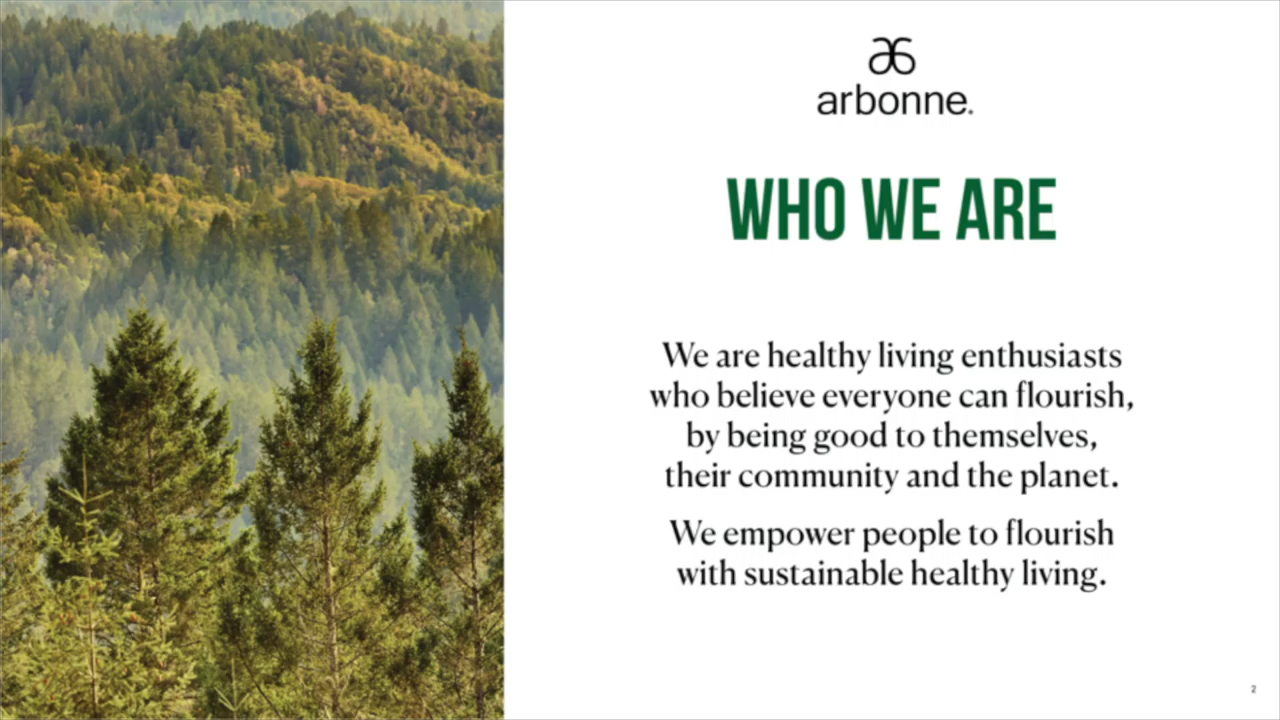 arbonne.
WHO WE ARE
We are healthy living enthusiasts
who believe everyone can flourish,
by being good to themselves,
their community and the planet.
We empower people to flourish
with sustainable healthy living.
2